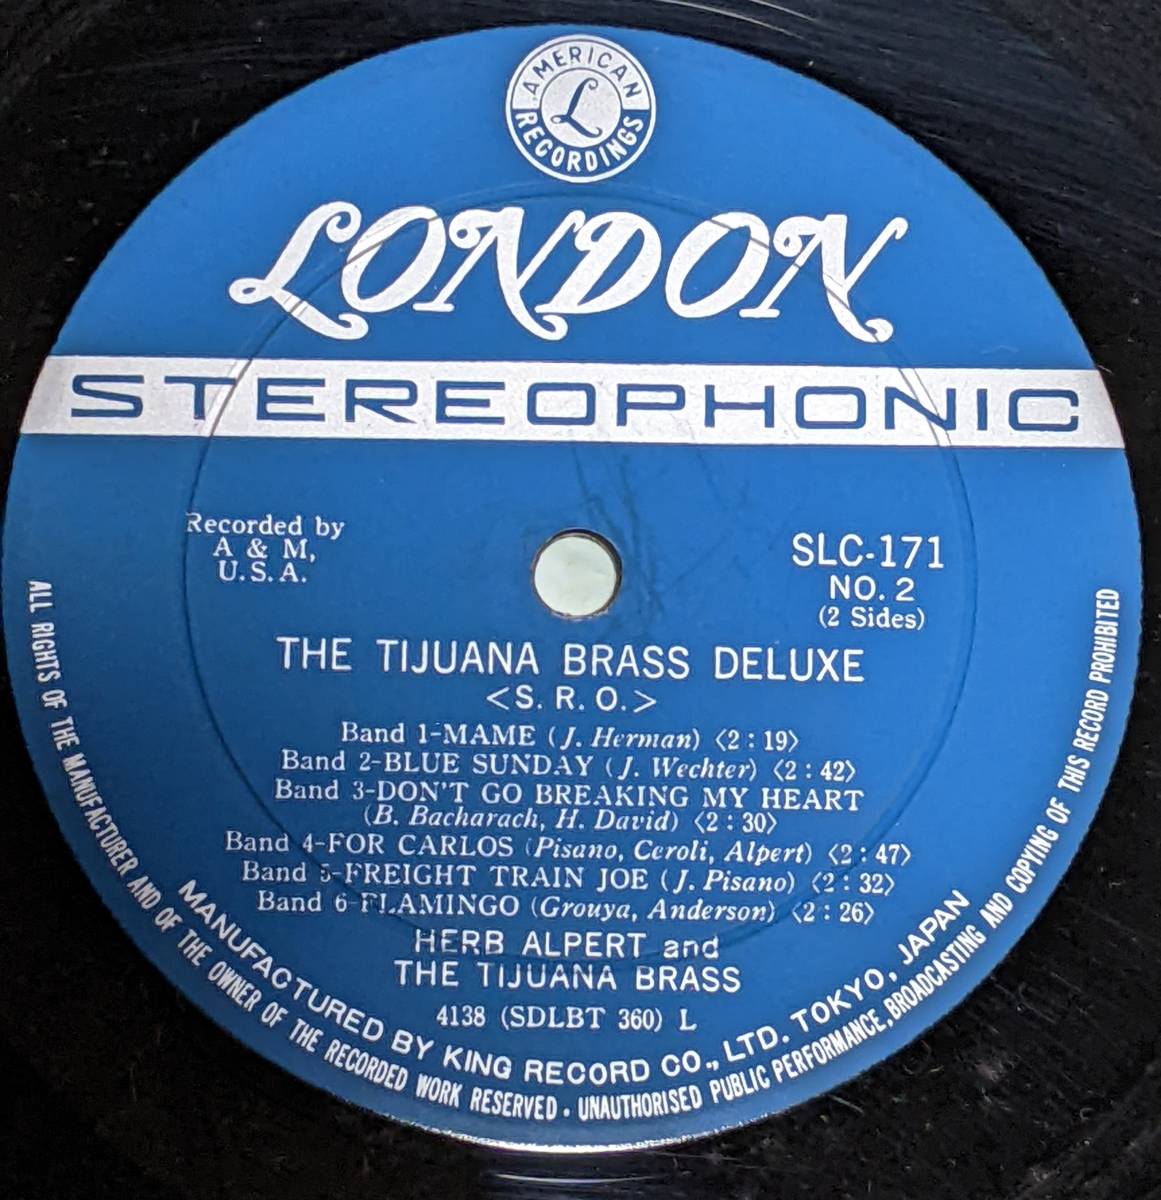 AMERICAN
L
RECORDINGS
LONDON
STEREOPHONIC
Recorded by
A & M,
U.S.A.
SLC-171
NO. 2
(2 Sides)
THE TIJUANA BRASS DELUXE
<S. R. O.>
Band 1-MAME (J. Herman) <2:19>
Band 2-BLUE SUNDAY (J. Wechter) <2:42>
Band 3-DON'T GO BREAKING MY HEART
(B. Bacharach, H. David) <2:30>
Band 4-FOR CARLOS (Pisano, Ceroli, Alpert) <2:47>
Band 5-FREIGHT TRAIN JOE (J. Pisano) <2:32>
Band 6-FLAMINGO (Grouya, Anderson) <2:26>
HERB ALPERT and
THE TIJUANA BRASS
4138 (SDLBT 360) L
MANUFACTURED BY KING RECORD CO., LTD. TOKYO, JAPAN
ALL RIGHTS OF THE MANUFACTURER AND OF THE OWNER OF THE RECORDED WORK RESERVED · UNAUTHORISED PUBLIC PERFORMANCE, BROADCASTING AND COPYING OF THIS RECORD PROHIBITED